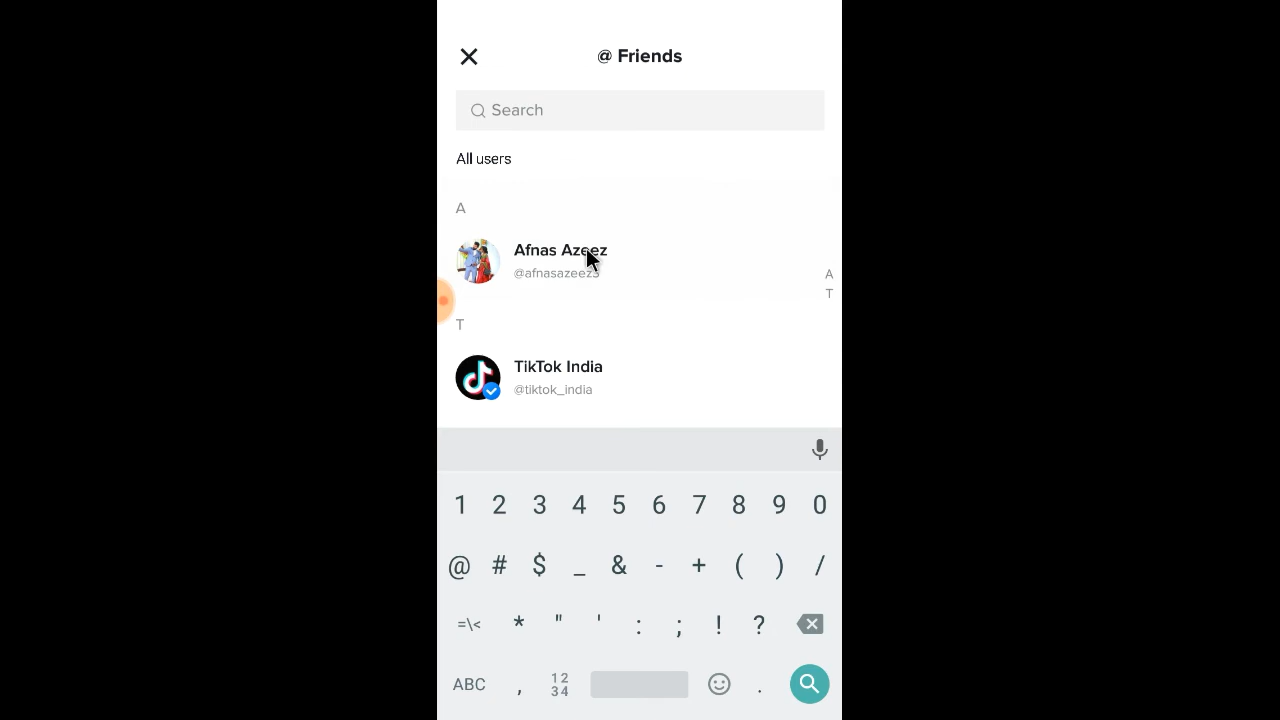 @ Friends
Search
All users
A
Afnas Azeez
@afnasazeez3
A
T
T
TikTok India
@tiktok_india
1 2 3 4 5 6 7 8 9 0
@ # $ _ & - + ( ) /
=\< * " ' : ; ! ?
ABC , 12 34 .